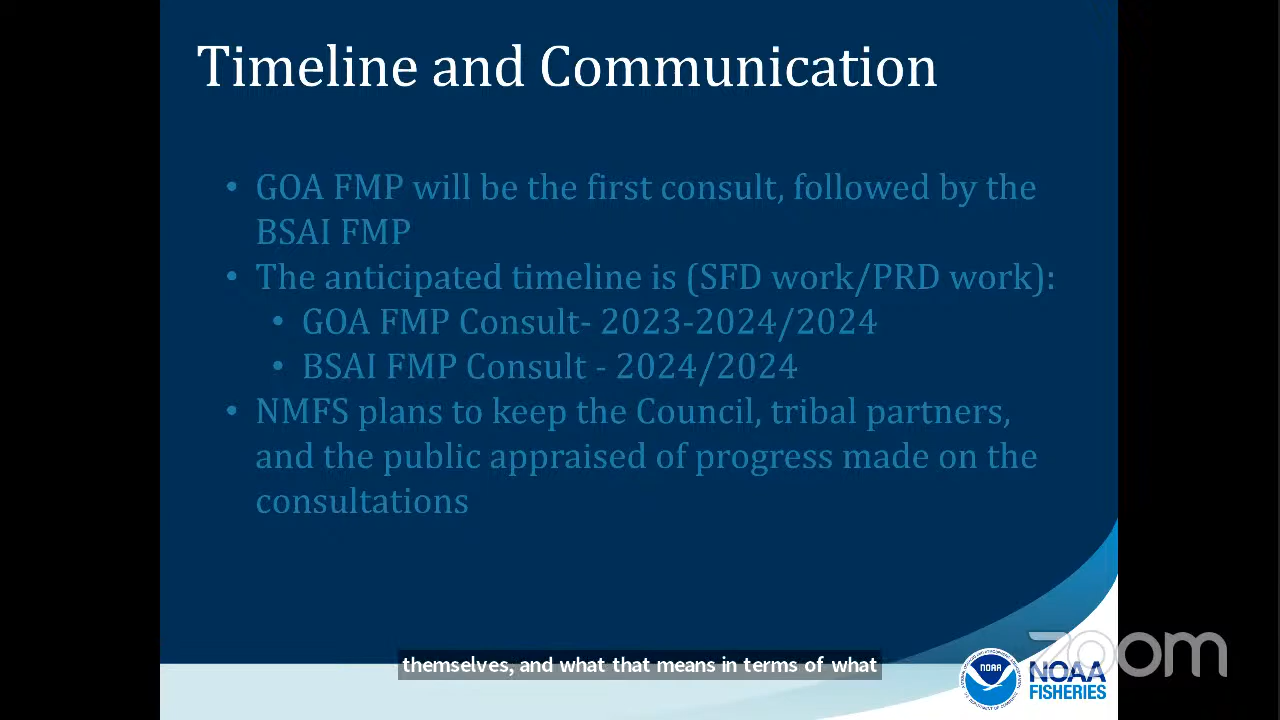 Timeline and Communication
• GOA FMP will be the first consult, followed by the
BSAI FMP
• The anticipated timeline is (SFD work/PRD work):
• GOA FMP Consult- 2023-2024/2024
• BSAI FMP Consult - 2024/2024
• NMFS plans to keep the Council, tribal partners,
and the public appraised of progress made on the
consultations
themselves, and what that means in terms of what
zoom
NOAA
NOAA
FISHERIES